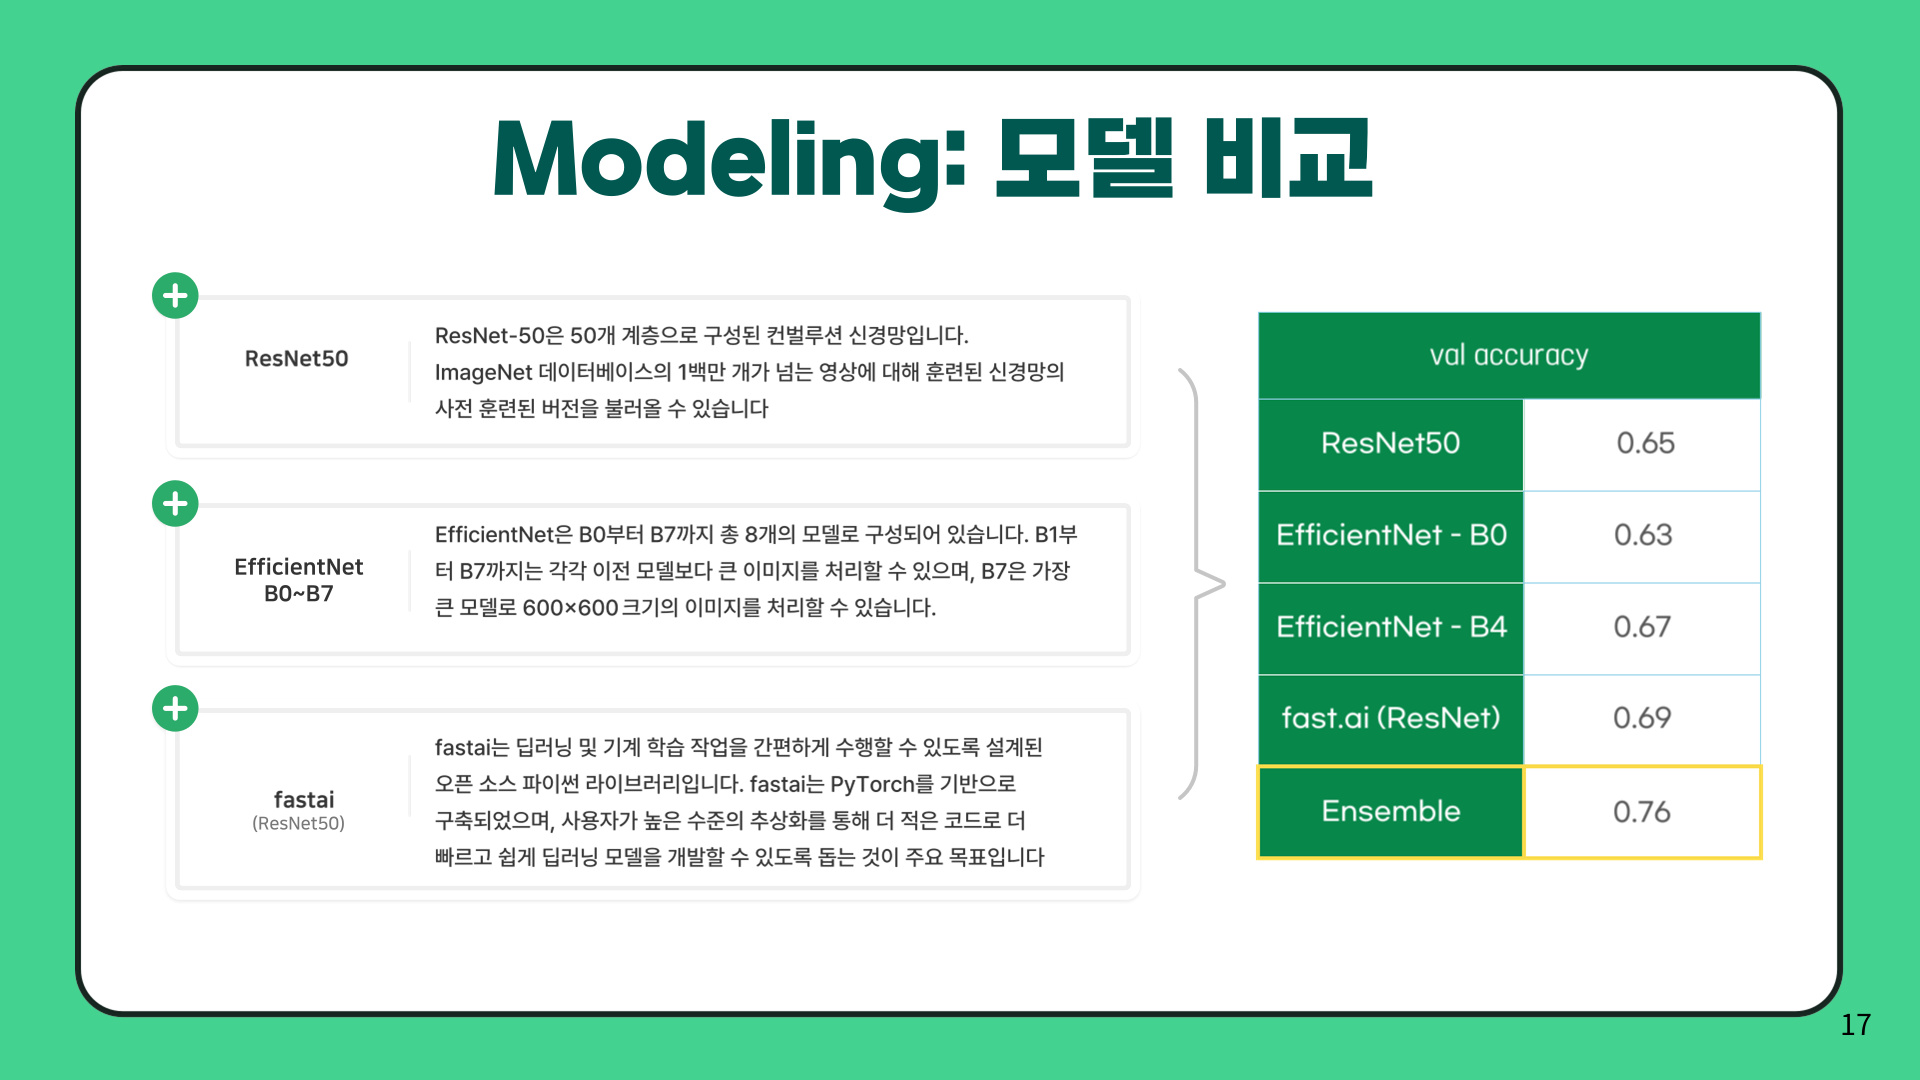 Modeling: 모델 비교
ResNet50
ResNet-50은 50개 계층으로 구성된 컨벌루션 신경망입니다.
ImageNet 데이터베이스의 1백만 개가 넘는 영상에 대해 훈련된 신경망의
사전 훈련된 버전을 불러올 수 있습니다
EfficientNet
B0~B7
EfficientNet은 B0부터 B7까지 총 8개의 모델로 구성되어 있습니다. B1부
터 B7까지는 각각 이전 모델보다 큰 이미지를 처리할 수 있으며, B7은 가장
큰 모델로 600×600 크기의 이미지를 처리할 수 있습니다.
fastai
(ResNet50)
fastai는 딥러닝 및 기계 학습 작업을 간편하게 수행할 수 있도록 설계된
오픈 소스 파이썬 라이브러리입니다. fastai는 PyTorch를 기반으로
구축되었으며, 사용자가 높은 수준의 추상화를 통해 더 적은 코드로 더
빠르고 쉽게 딥러닝 모델을 개발할 수 있도록 돕는 것이 주요 목표입니다
val accuracy
ResNet50 0.65
EfficientNet - B0 0.63
EfficientNet - B4 0.67
fast.ai (ResNet) 0.69
Ensemble 0.76
17